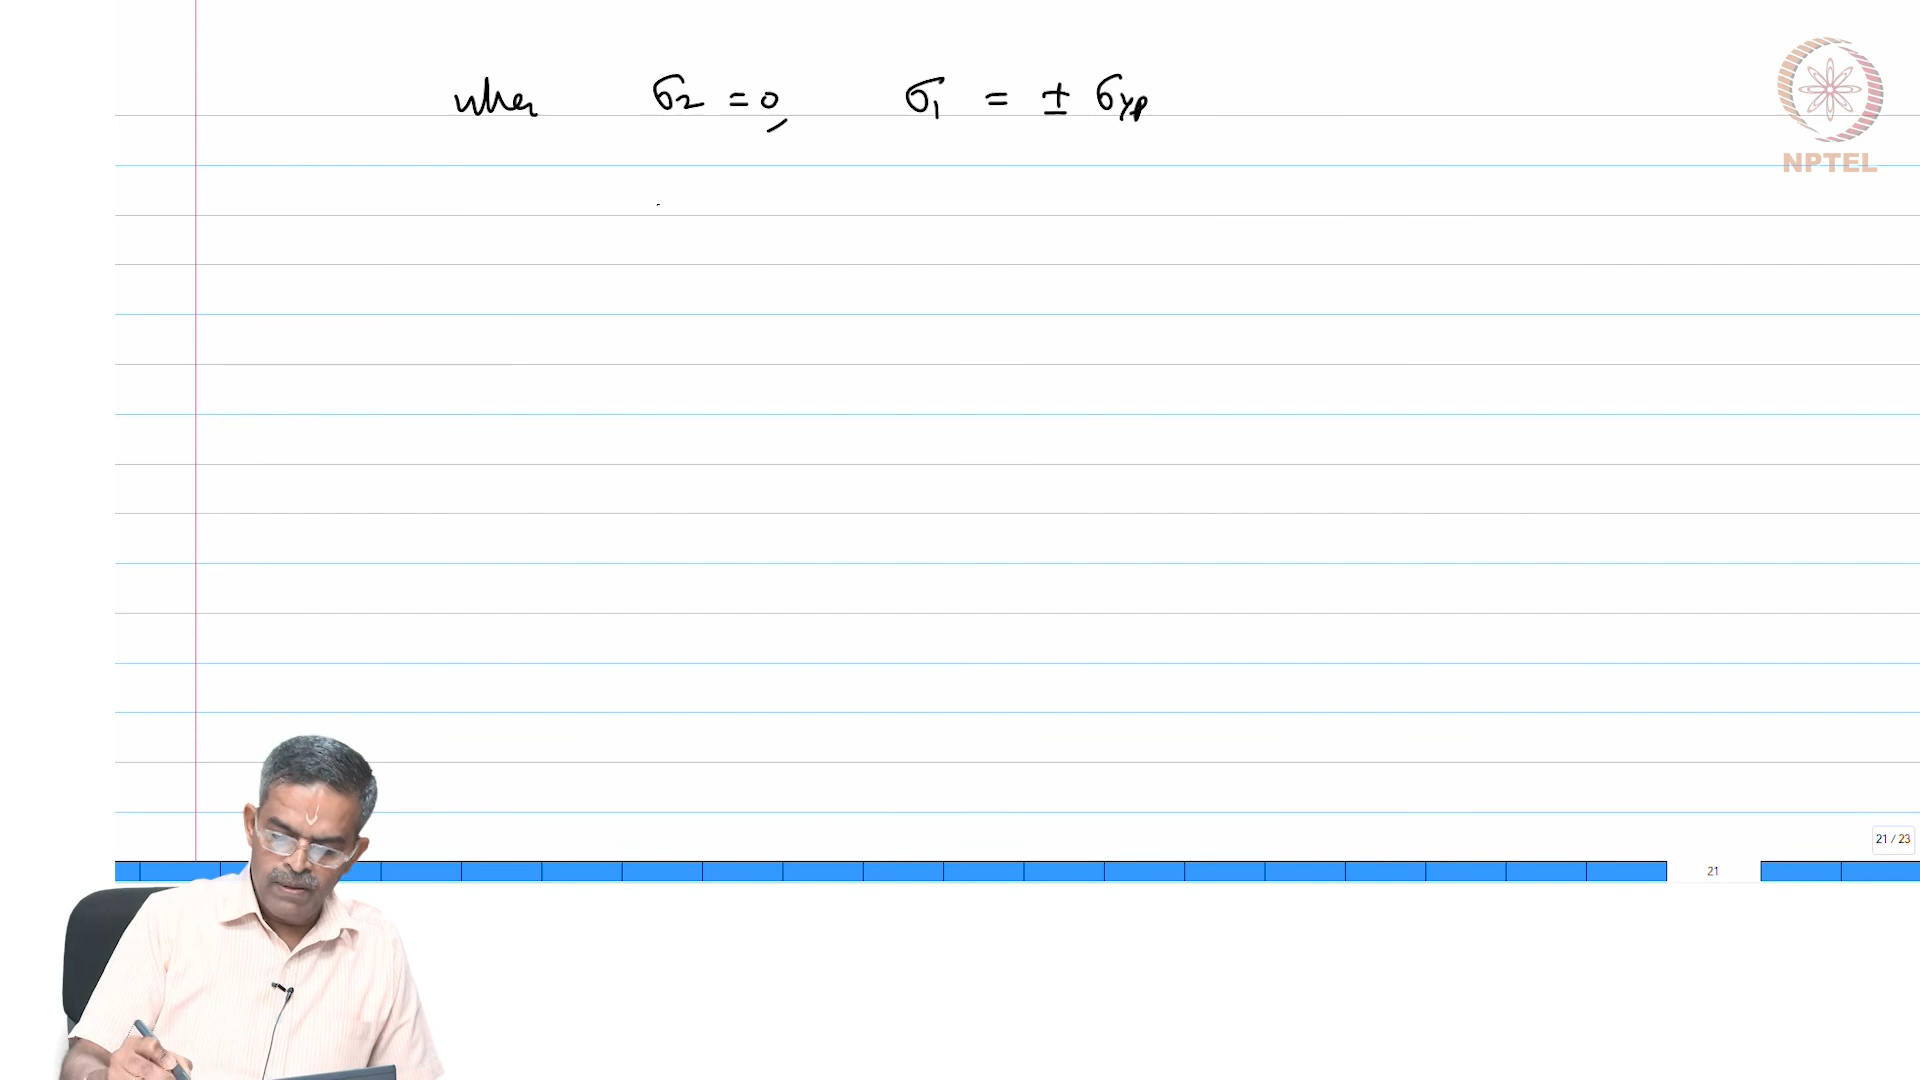 when σ2 = 0, σ1 = ± σyp
NPTEL
21 / 23
21